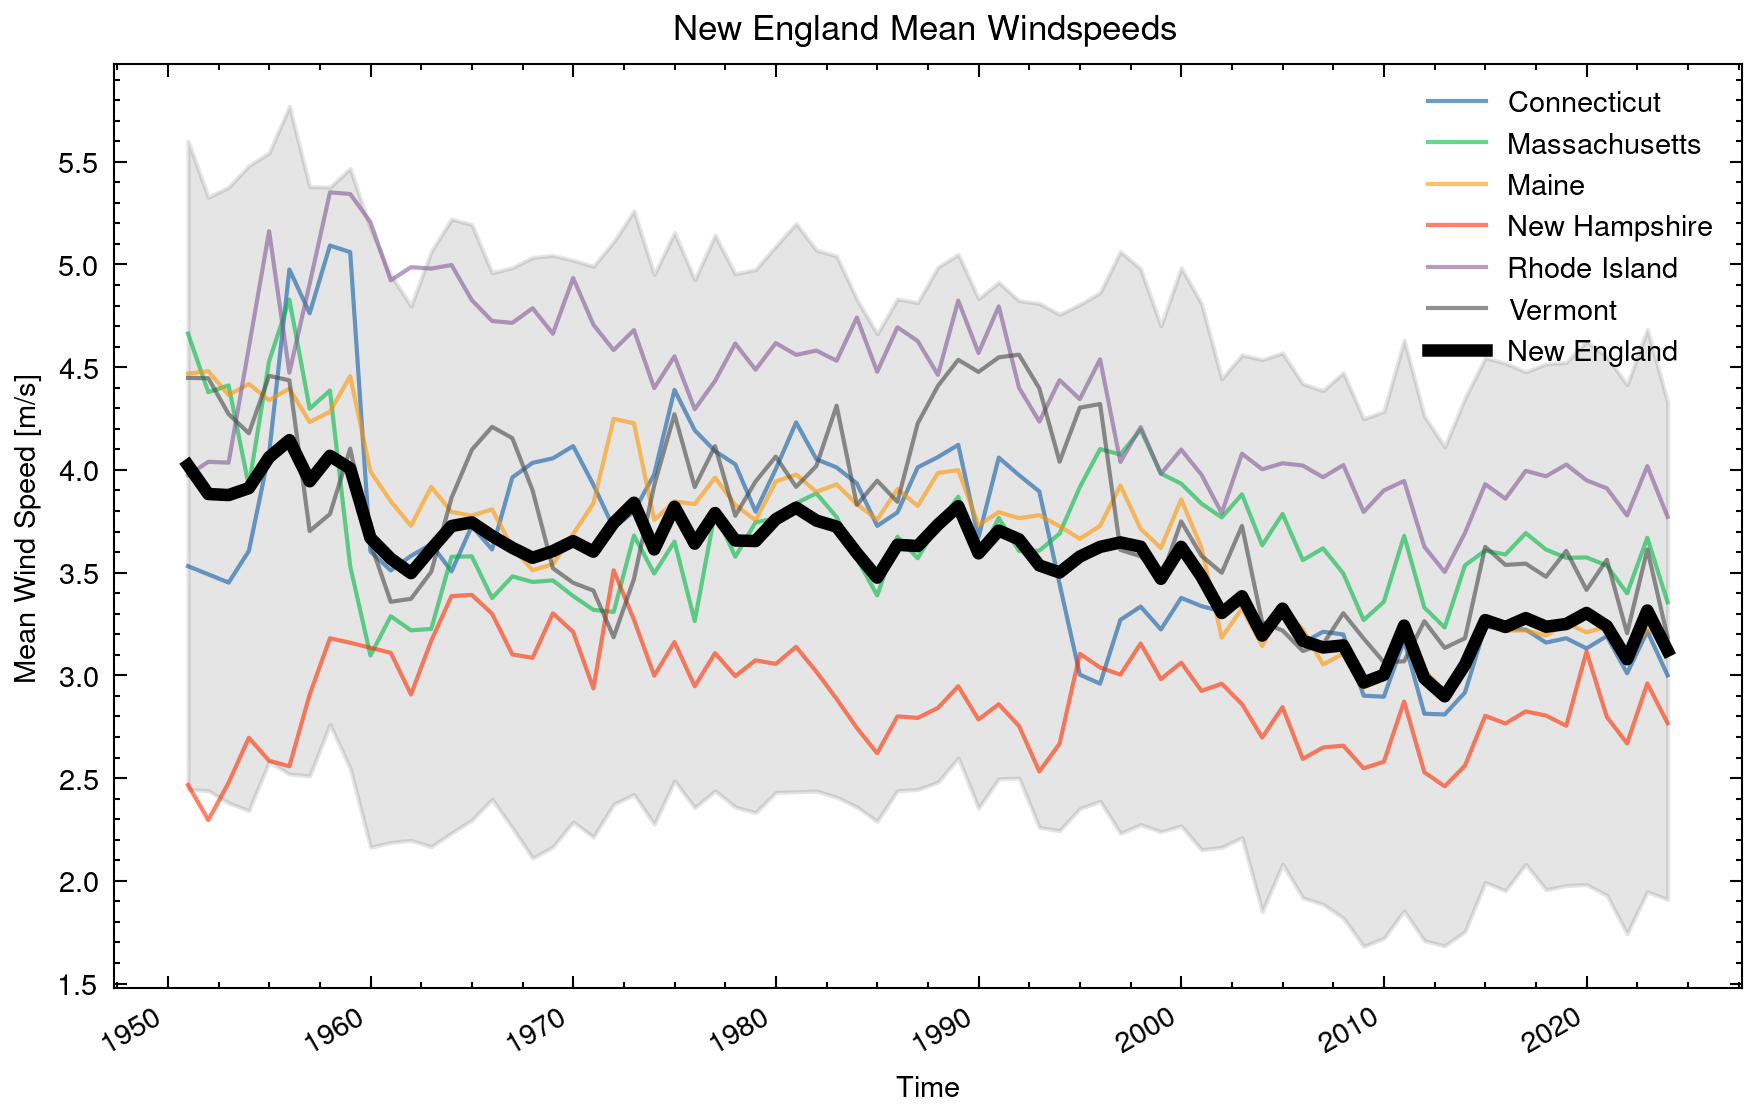 New England Mean Windspeeds
Connecticut
Massachusetts
Maine
New Hampshire
Rhode Island
Vermont
New England
Mean Wind Speed [m/s]
5.5
5.0
4.5
4.0
3.5
3.0
2.5
2.0
1.5
1950
1960
1970
1980
1990
2000
2010
2020
Time